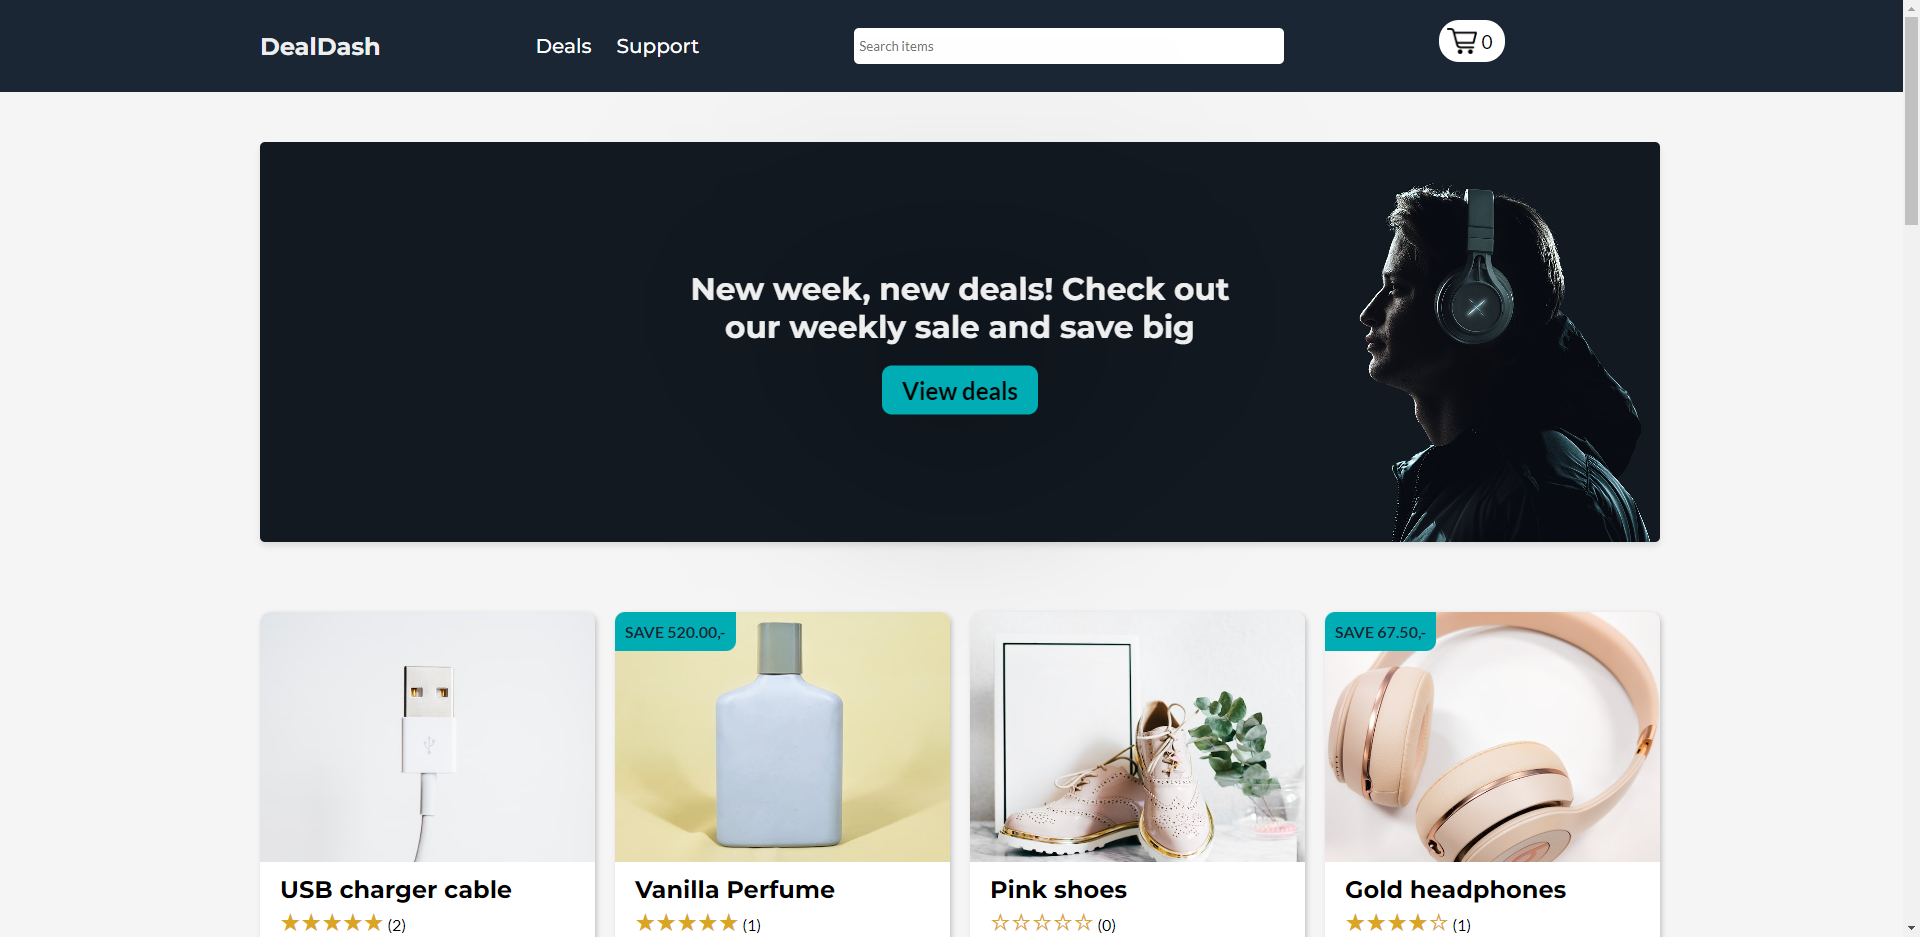 DealDash
Deals Support
Search items
0
New week, new deals! Check out
our weekly sale and save big
View deals
SAVE 520.00,-
SAVE 67.50,-
USB charger cable
★★★★★ (2)
Vanilla Perfume
★★★★★ (1)
Pink shoes
☆☆☆☆☆ (0)
Gold headphones
★★★★☆ (1)